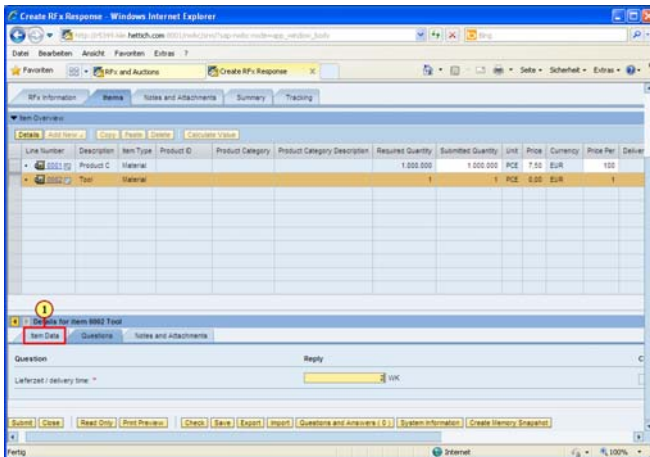 Create RFx Response - Windows Internet Explorer
hettich.com
Bing
Datei Bearbeiten Ansicht Favoriten Extras ?
Favoriten RFx and Auctions Create RFx Response Seite Sicherheit Extras
RFx Information Items Notes and Attachments Summary Tracking
Item Overview
Details Add New Copy Paste Delete Calculate Value
Line Number Description Item Type Product ID Product Category Product Category Description Required Quantity Submitted Quantity Unit Price Currency Price Per
0001 Product C Material 1.000.000 1.000.000 PCE 7,50 EUR 100
0002 Tool Material 1 1 PCE 0,00 EUR 1
1
Details for item 0002 Tool
Item Data Questions Notes and Attachments
Question Reply C
Lieferzeit / delivery time: * 2 WK
Submit Close Read Only Print Preview Check Save Export Import Questions and Answers ( 0 ) System Information Create Memory Snapshot
Fertig Internet 100%